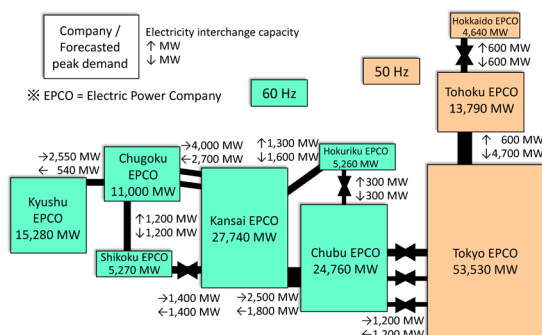 Company /
Forecasted
peak demand
Electricity interchange capacity
↑ MW
↓ MW
※ EPCO = Electric Power Company
60 Hz
50 Hz
Hokkaido EPCO
4,640 MW
↑600 MW
↓600 MW
Tohoku EPCO
13,790 MW
↑ 600 MW
↓4,700 MW
→2,550 MW
← 540 MW
Chugoku
EPCO
11,000 MW
→4,000 MW
←2,700 MW
↑1,300 MW
↓1,600 MW
Hokuriku EPCO
5,260 MW
↑300 MW
↓300 MW
Kyushu
EPCO
15,280 MW
↑1,200 MW
↓1,200 MW
Kansai EPCO
27,740 MW
Shikoku EPCO
5,270 MW
Chubu EPCO
24,760 MW
Tokyo EPCO
53,530 MW
→1,400 MW
←1,400 MW
→2,500 MW
←1,800 MW
→1,200 MW
←1,200 MW